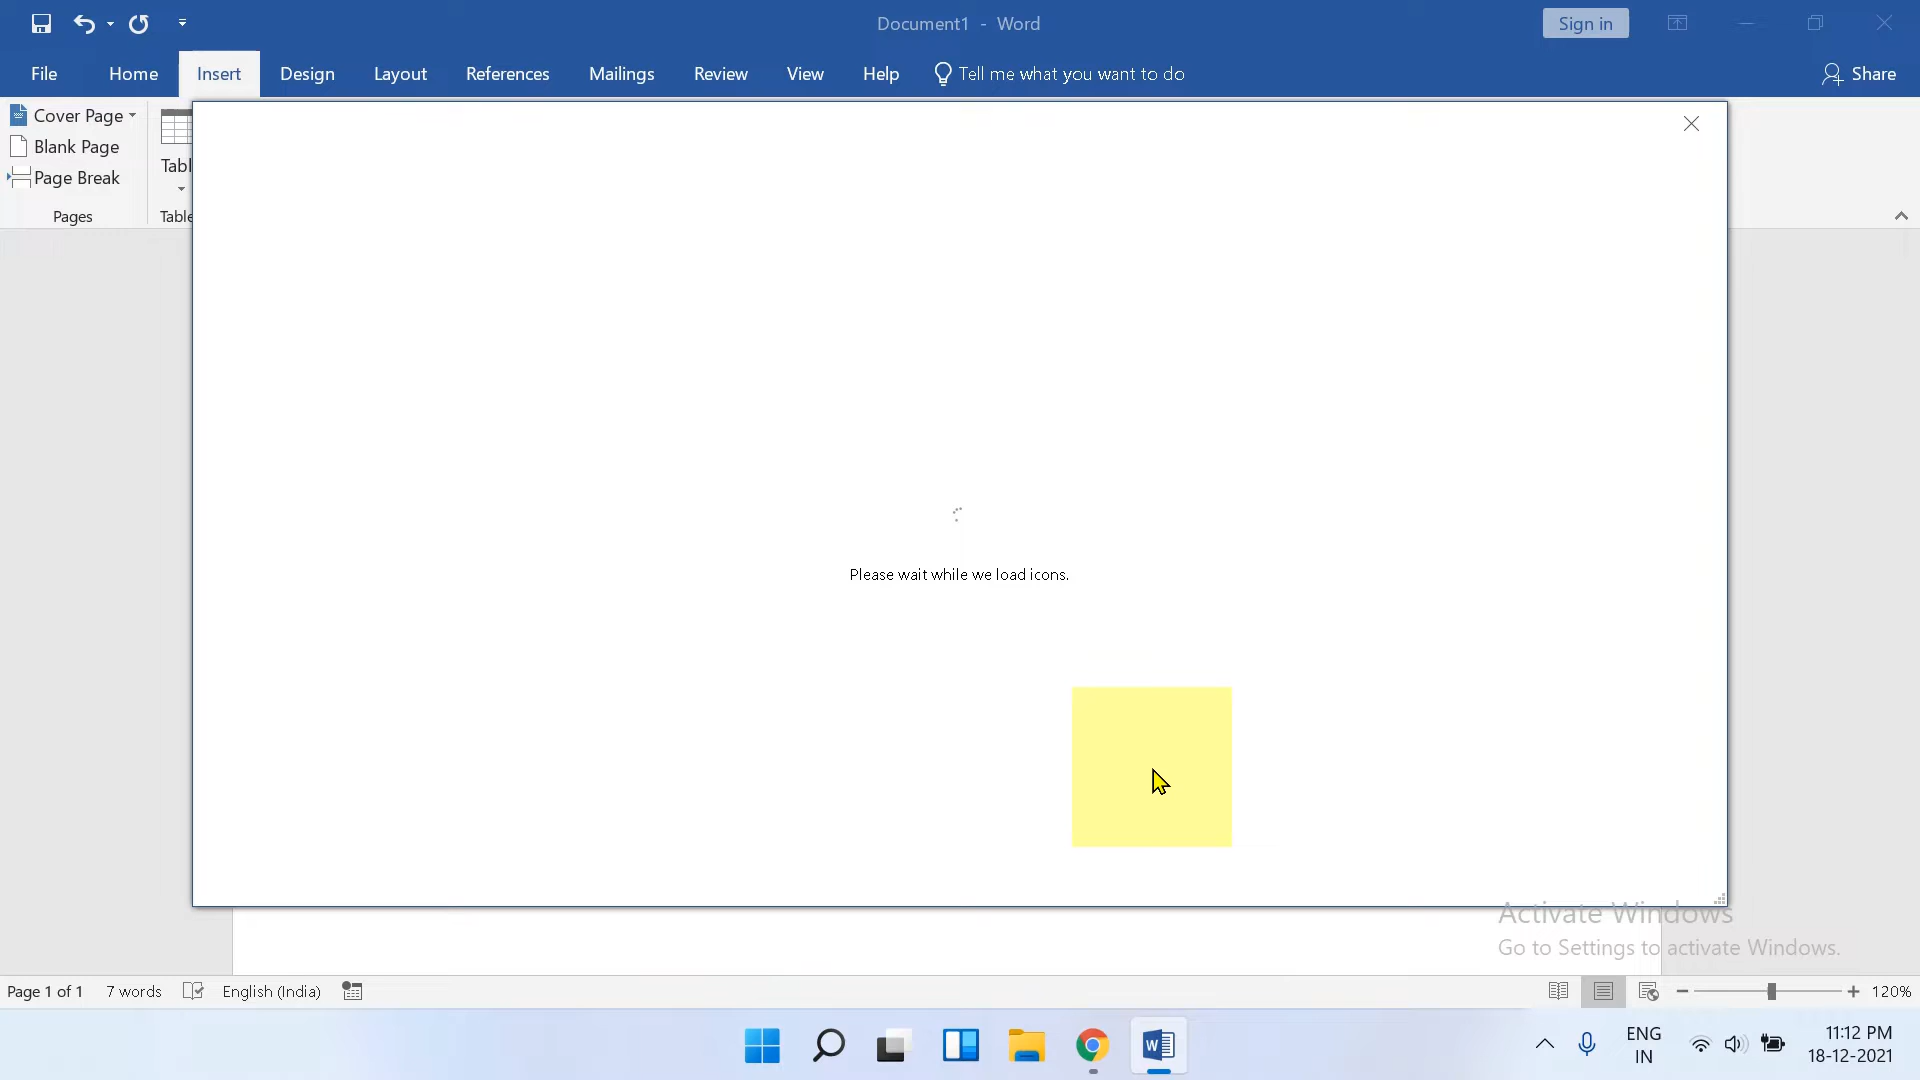 Document1 - Word
Sign in
File Home Insert Design Layout References Mailings Review View Help Tell me what you want to do Share
Cover Page
Blank Page
Page Break
Pages
Tabl
Table
Please wait while we load icons.
Activate Windows
Go to Settings to activate Windows.
Page 1 of 1 7 words English (India) 120%
ENG
IN
11:12 PM
18-12-2021